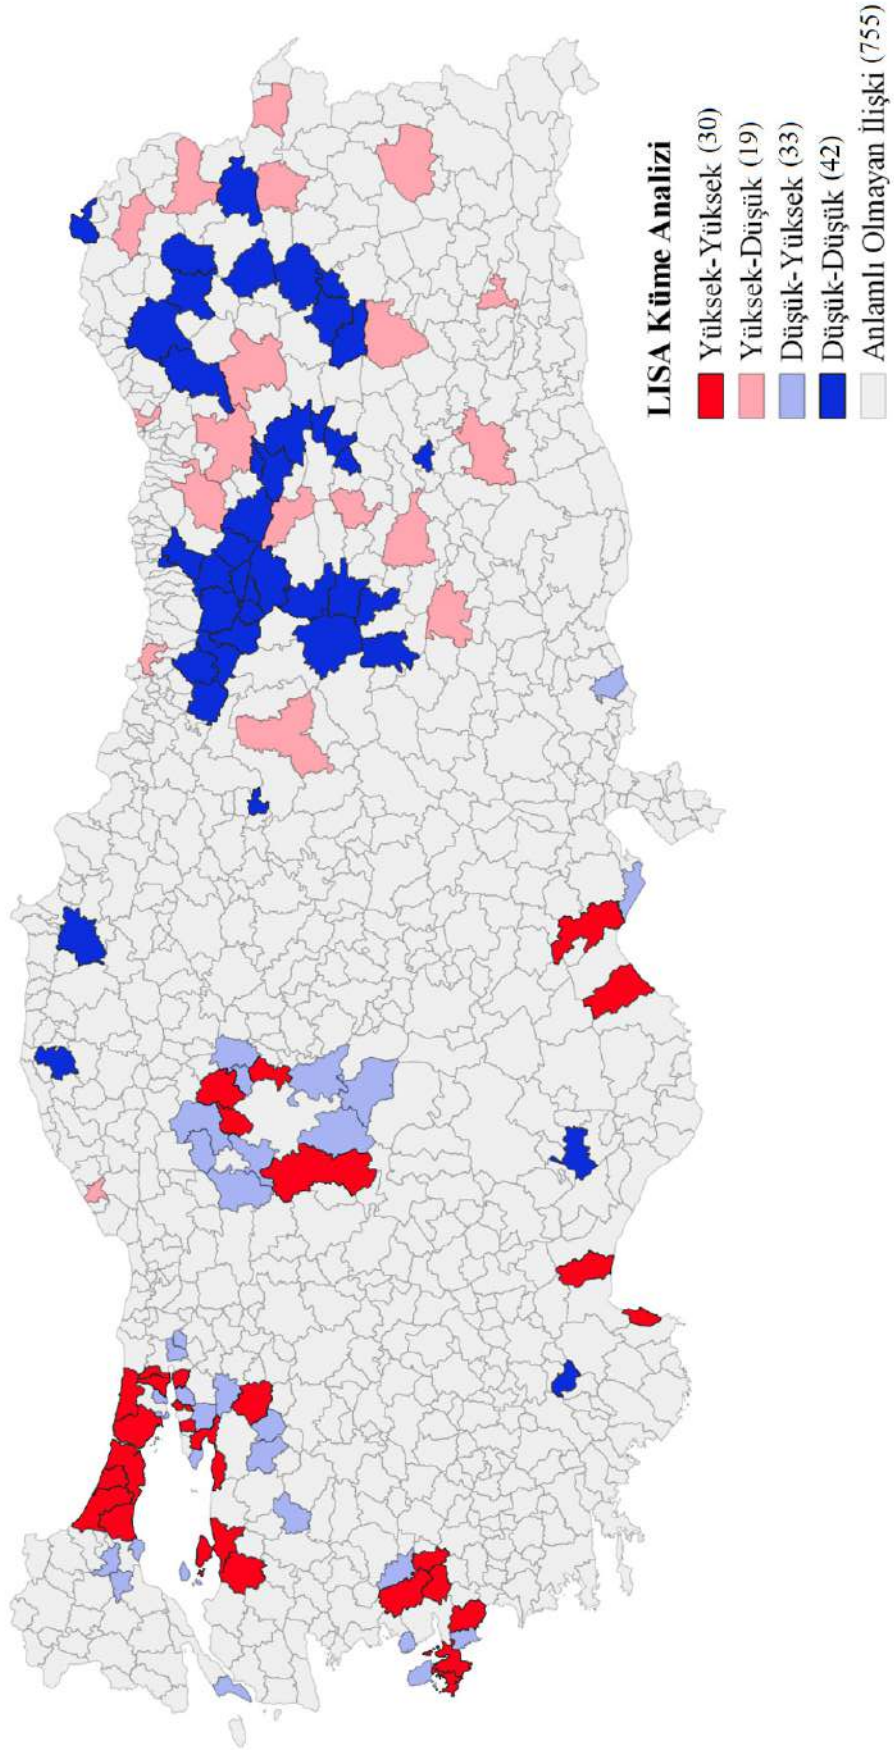 LISA Küme Analizi
Yüksek-Yüksek (30)
Yüksek-Düşük (19)
Düşük-Yüksek (33)
Düşük-Düşük (42)
Anlamlı Olmayan İlişki (755)